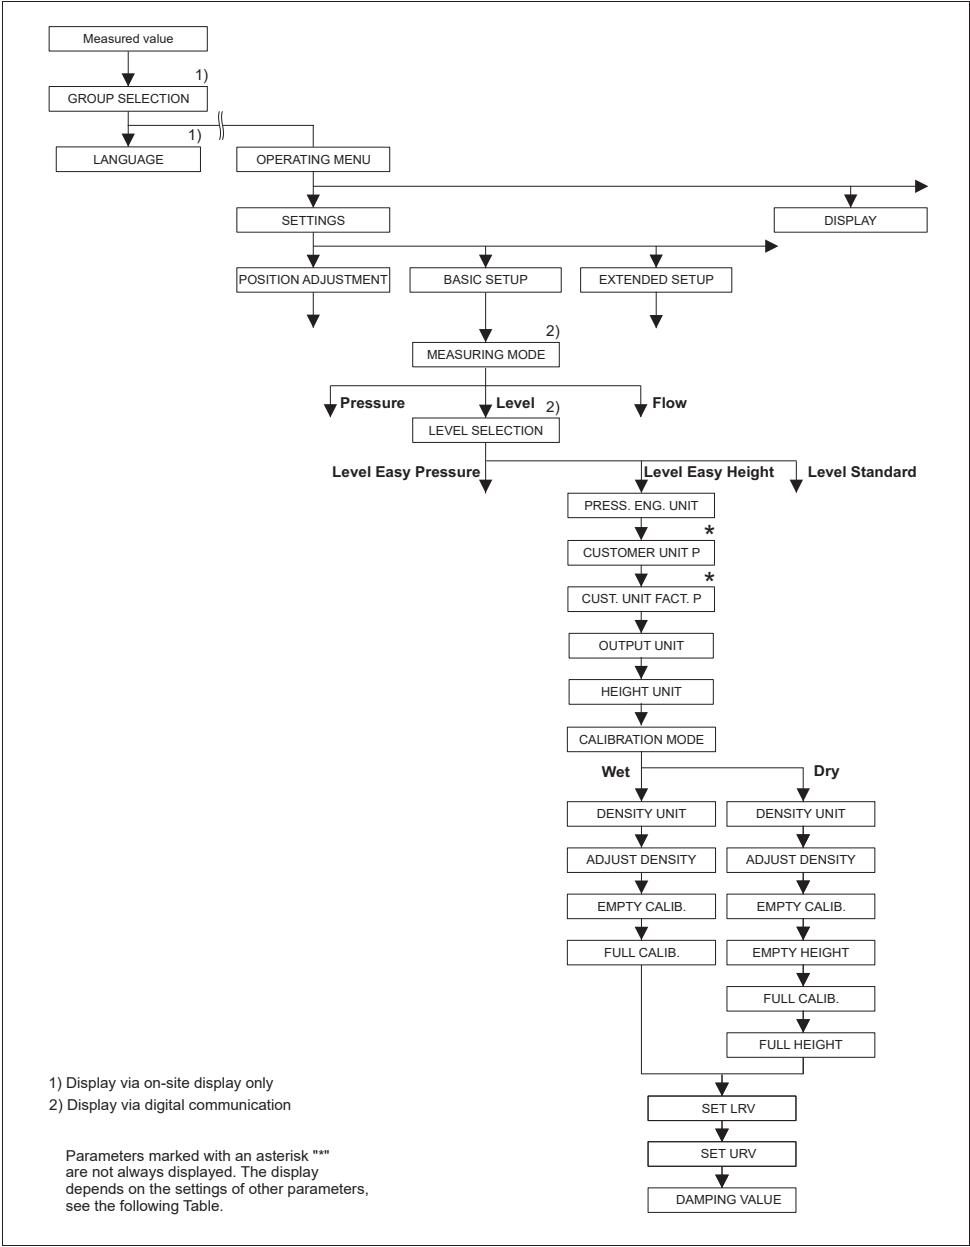 Measured value
1)
GROUP SELECTION
1)
LANGUAGE
OPERATING MENU
SETTINGS
DISPLAY
POSITION ADJUSTMENT
BASIC SETUP
EXTENDED SETUP
2)
MEASURING MODE
Pressure
Level
2)
Flow
LEVEL SELECTION
Level Easy Pressure
Level Easy Height
Level Standard
PRESS. ENG. UNIT
*
CUSTOMER UNIT P
*
CUST. UNIT FACT. P
OUTPUT UNIT
HEIGHT UNIT
CALIBRATION MODE
Wet
Dry
DENSITY UNIT
DENSITY UNIT
ADJUST DENSITY
ADJUST DENSITY
EMPTY CALIB.
EMPTY CALIB.
FULL CALIB.
EMPTY HEIGHT
FULL CALIB.
FULL HEIGHT
SET LRV
SET URV
DAMPING VALUE
1) Display via on-site display only
2) Display via digital communication
Parameters marked with an asterisk "*"
are not always displayed. The display
depends on the settings of other parameters,
see the following Table.